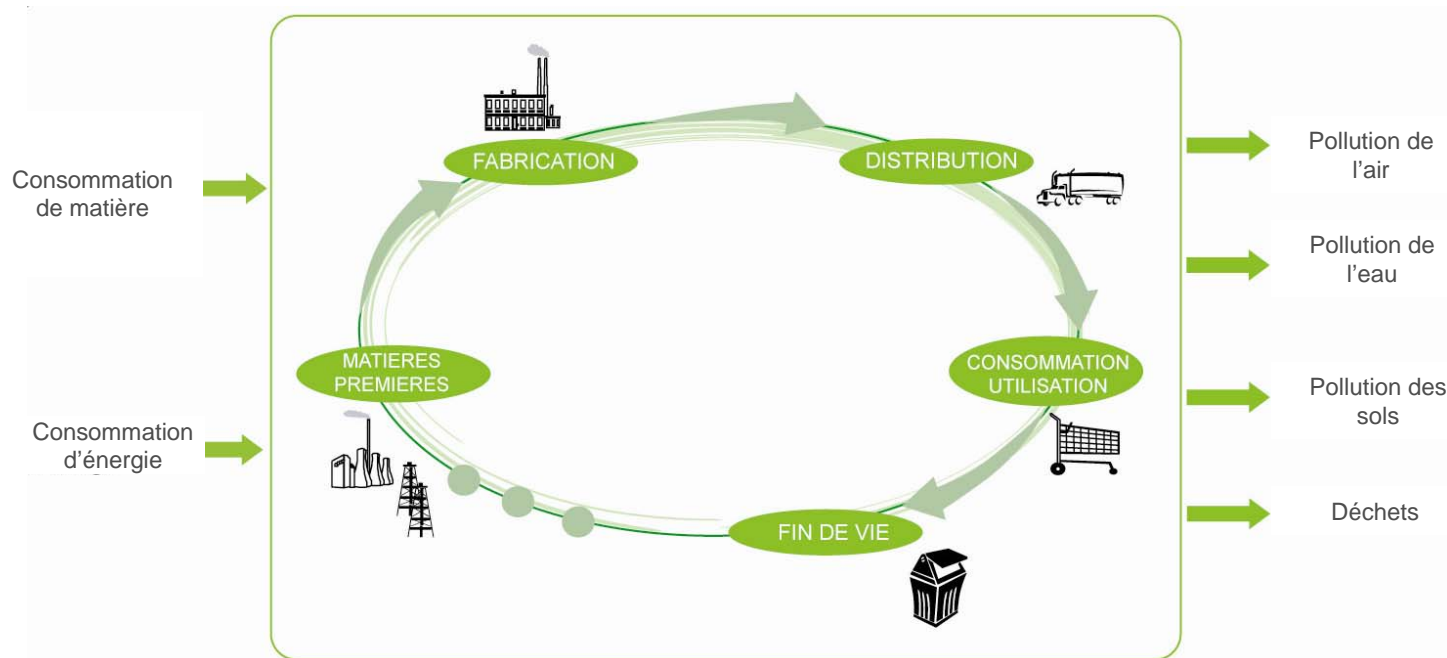 Consommation
de matière
Consommation
d’énergie
FABRICATION
DISTRIBUTION
MATIERES
PREMIERES
CONSOMMATION
UTILISATION
FIN DE VIE
Pollution de
l’air
Pollution de
l’eau
Pollution des
sols
Déchets